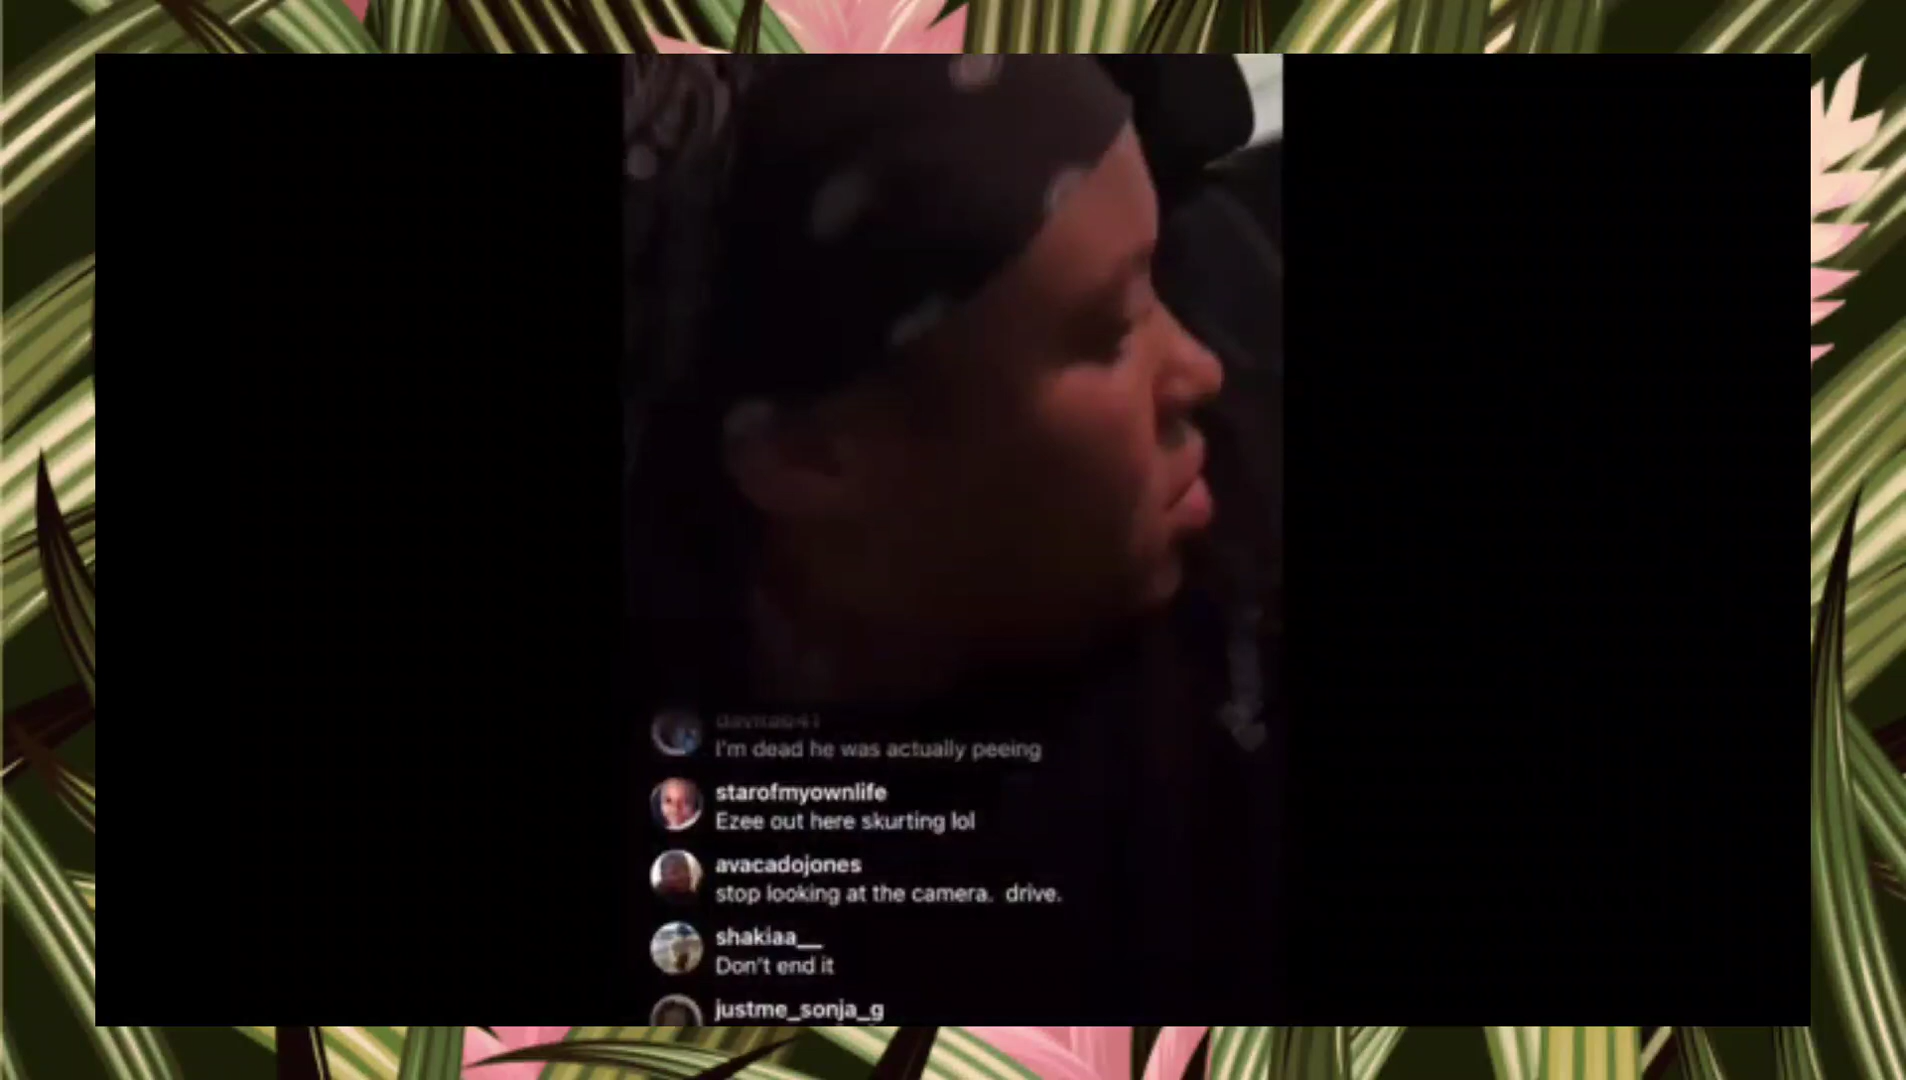 I'm dead he was actually peeing
starofmyownlife
Ezee out here skurting lol
avacadojones
stop looking at the camera. drive.
shakiaa__
Don't end it
justme_sonja_g